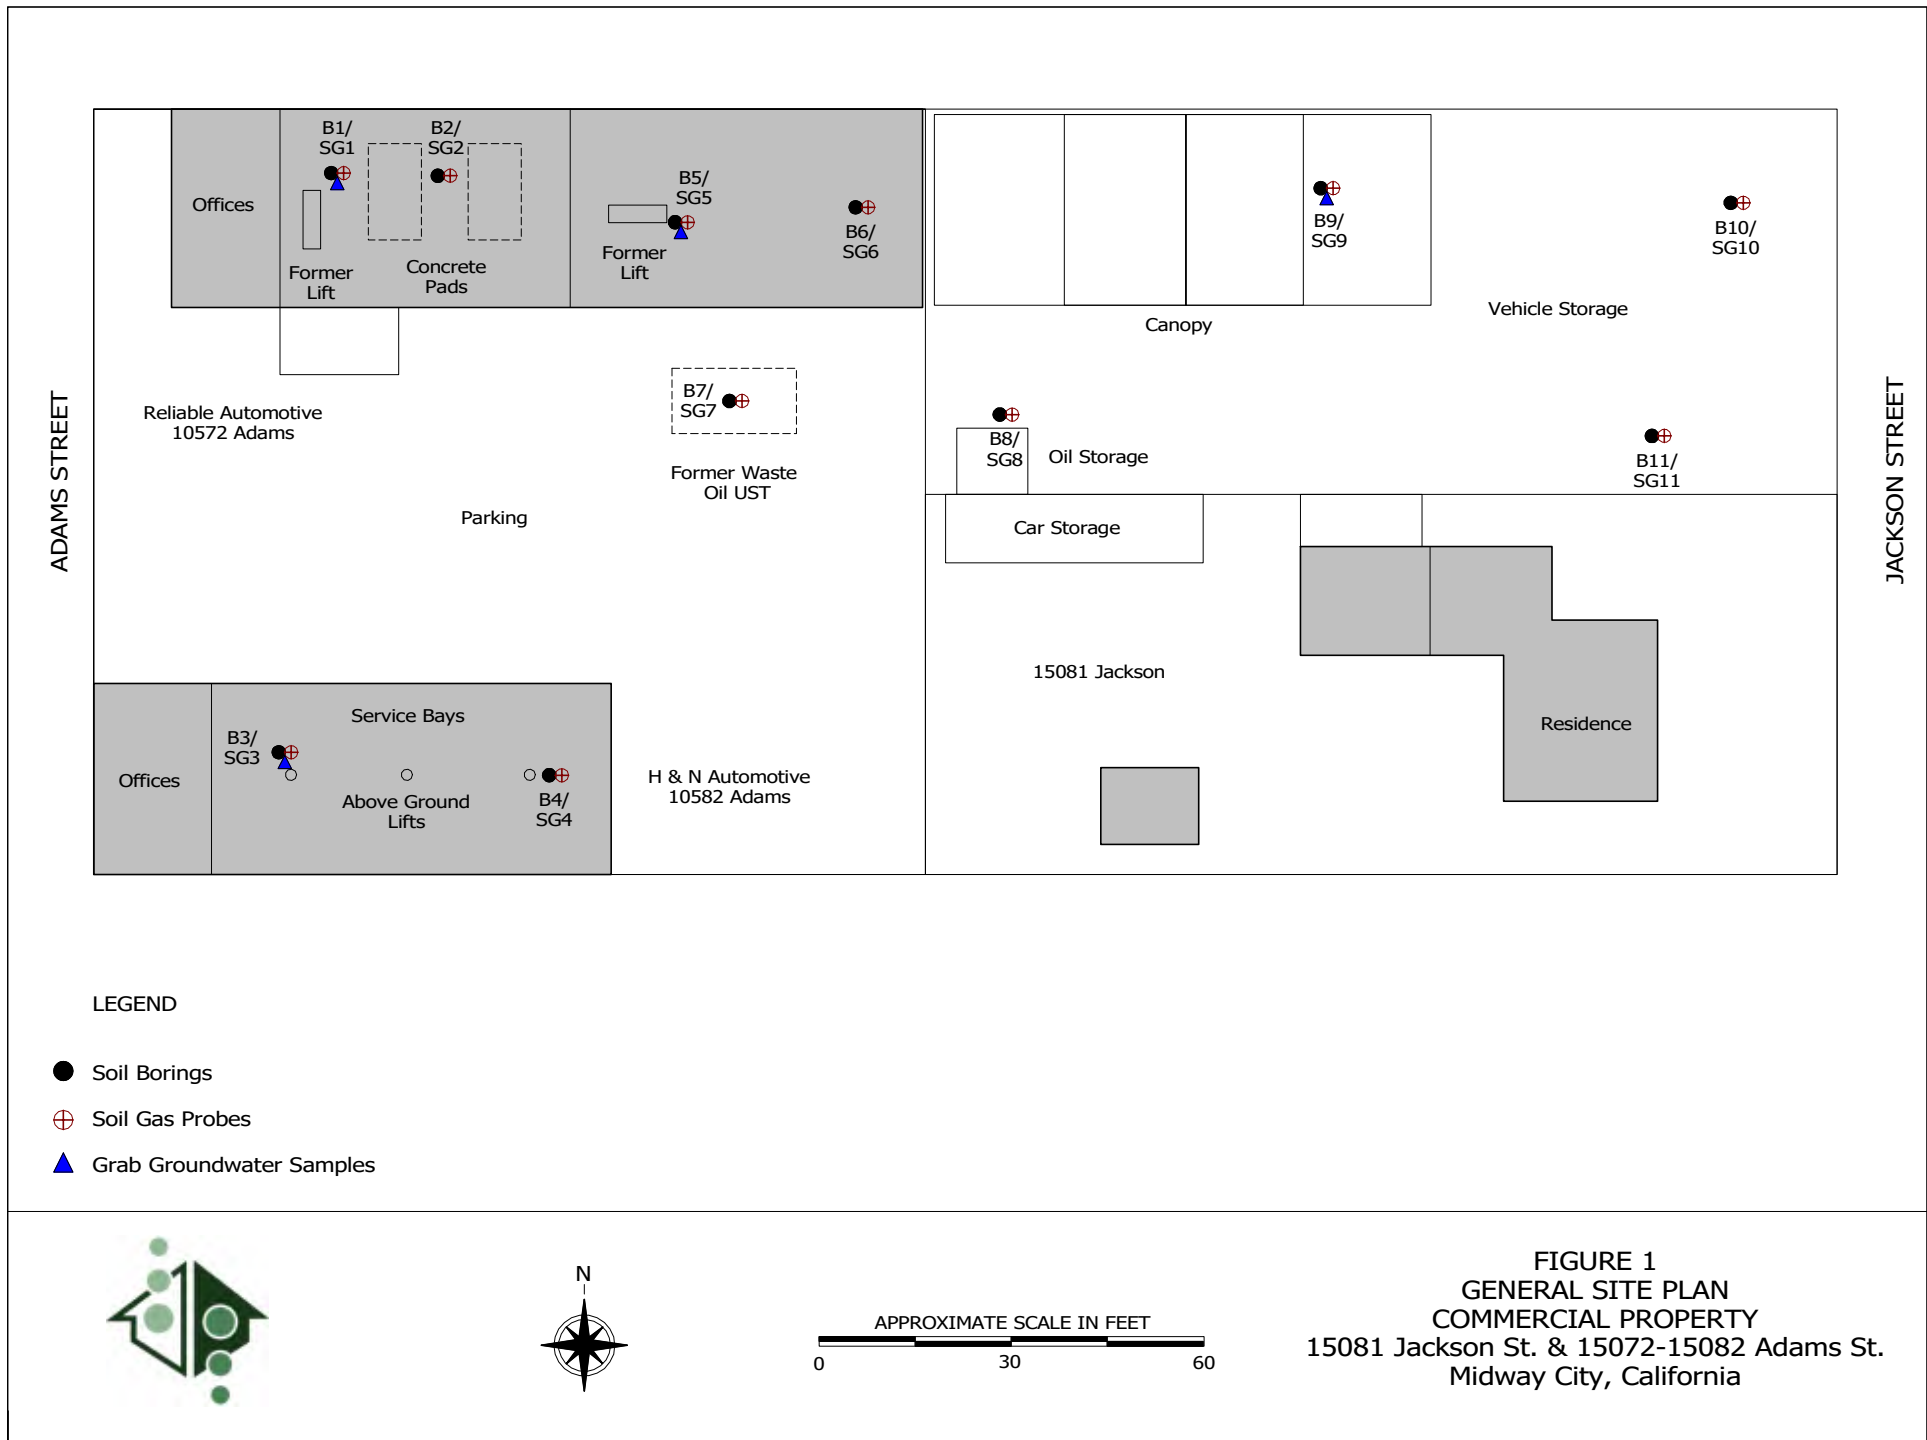 B1/
SG1
B2/
SG2
Offices
Former
Lift
Concrete
Pads
B5/
SG5
Former
Lift
B6/
SG6
B9/
SG9
B10/
SG10
Canopy
Vehicle Storage
ADAMS STREET
Reliable Automotive
10572 Adams
B7/
SG7
Former Waste
Oil UST
Parking
B8/
SG8
Oil Storage
B11/
SG11
JACKSON STREET
Car Storage
15081 Jackson
Residence
Service Bays
B3/
SG3
Offices
Above Ground
Lifts
B4/
SG4
H & N Automotive
10582 Adams
LEGEND
Soil Borings
Soil Gas Probes
Grab Groundwater Samples
N
APPROXIMATE SCALE IN FEET
0 30 60
FIGURE 1
GENERAL SITE PLAN
COMMERCIAL PROPERTY
15081 Jackson St. & 15072-15082 Adams St.
Midway City, California